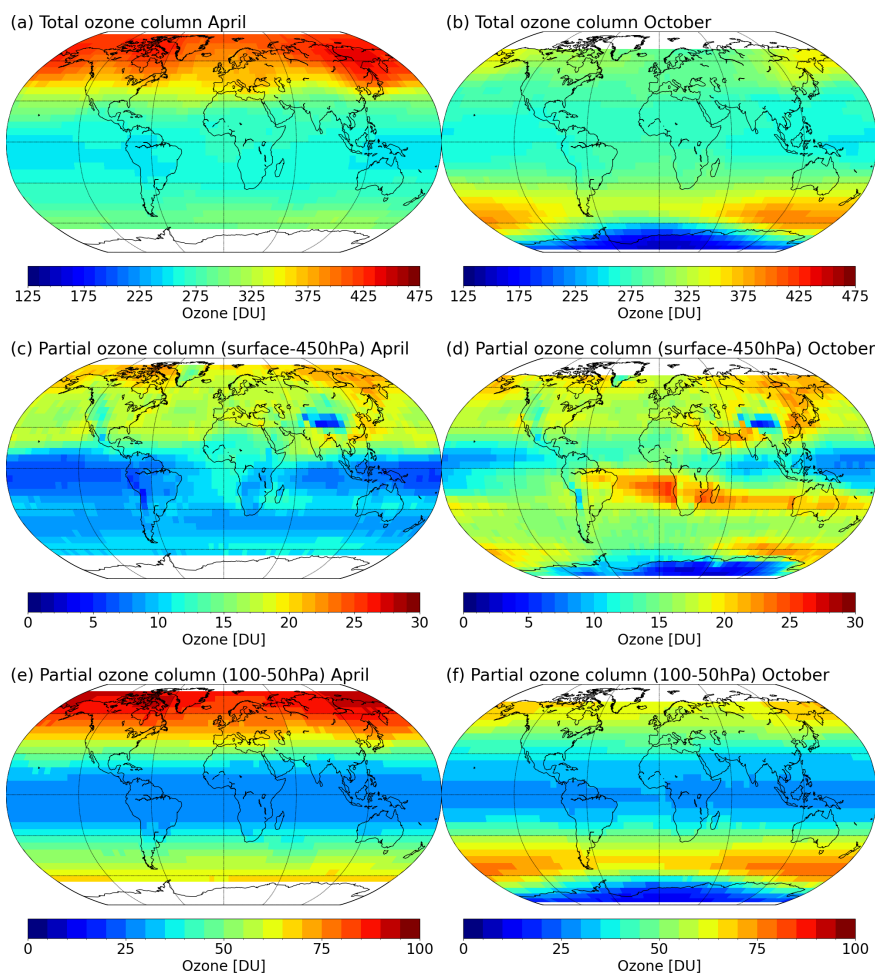 (a) Total ozone column April
(b) Total ozone column October
125 175 225 275 325 375 425 475
Ozone [DU]
125 175 225 275 325 375 425 475
Ozone [DU]
(c) Partial ozone column (surface-450hPa) April
(d) Partial ozone column (surface-450hPa) October
0 5 10 15 20 25 30
Ozone [DU]
0 5 10 15 20 25 30
Ozone [DU]
(e) Partial ozone column (100-50hPa) April
(f) Partial ozone column (100-50hPa) October
0 25 50 75 100
Ozone [DU]
0 25 50 75 100
Ozone [DU]